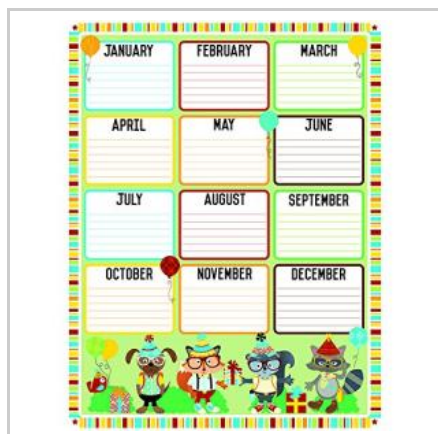 JANUARY FEBRUARY MARCH
APRIL MAY JUNE
JULY AUGUST SEPTEMBER
OCTOBER NOVEMBER DECEMBER